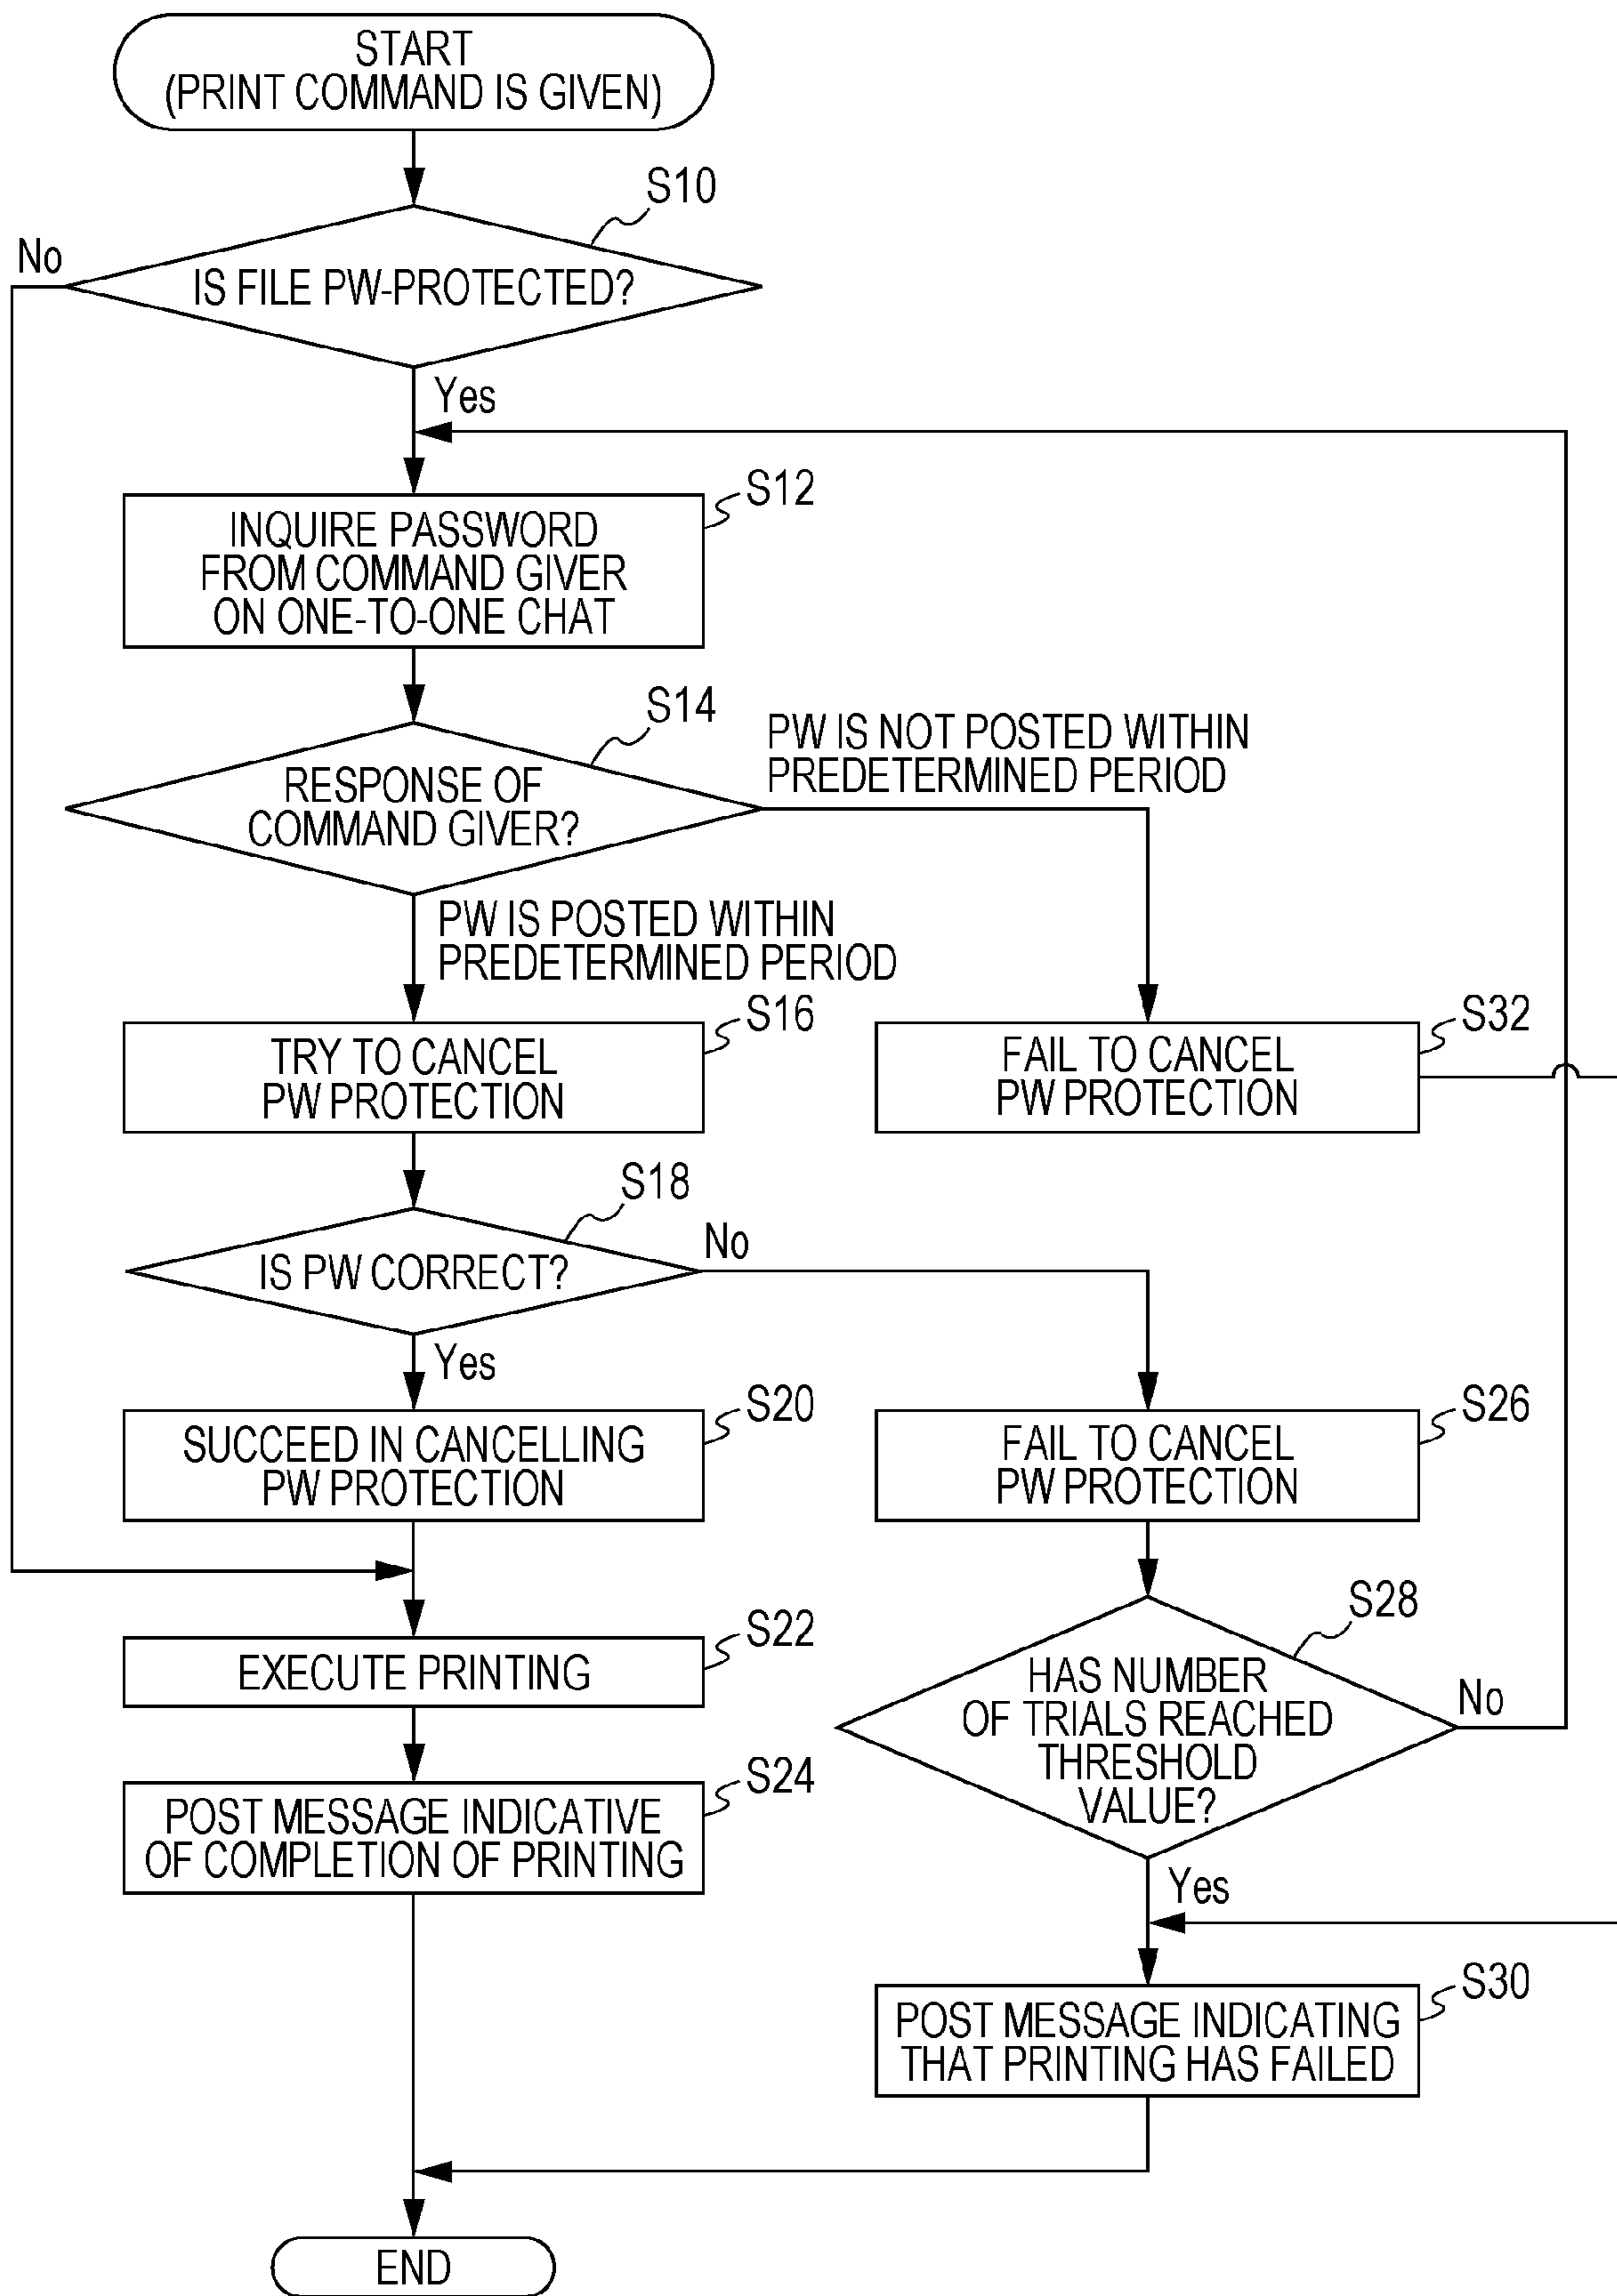 START
(PRINT COMMAND IS GIVEN)
S10
No
IS FILE PW-PROTECTED?
Yes
S12
INQUIRE PASSWORD
FROM COMMAND GIVER
ON ONE-TO-ONE CHAT
S14
PW IS NOT POSTED WITHIN
PREDETERMINED PERIOD
RESPONSE OF
COMMAND GIVER?
PW IS POSTED WITHIN
PREDETERMINED PERIOD
S16
TRY TO CANCEL
PW PROTECTION
S32
FAIL TO CANCEL
PW PROTECTION
S18
IS PW CORRECT?
No
Yes
S20
SUCCEED IN CANCELLING
PW PROTECTION
S26
FAIL TO CANCEL
PW PROTECTION
S22
EXECUTE PRINTING
S28
HAS NUMBER
OF TRIALS REACHED
THRESHOLD
VALUE?
No
S24
POST MESSAGE INDICATIVE
OF COMPLETION OF PRINTING
Yes
S30
POST MESSAGE INDICATING
THAT PRINTING HAS FAILED
END